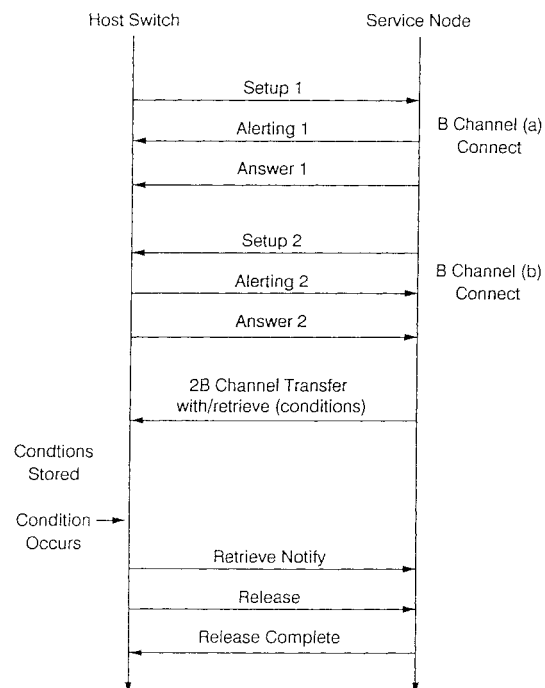 Host Switch
Service Node
Setup 1
Alerting 1
B Channel (a)
Connect
Answer 1
Setup 2
Alerting 2
B Channel (b)
Connect
Answer 2
2B Channel Transfer
with/retrieve (conditions)
Condtions
Stored
Condition
Occurs
Retrieve Notify
Release
Release Complete